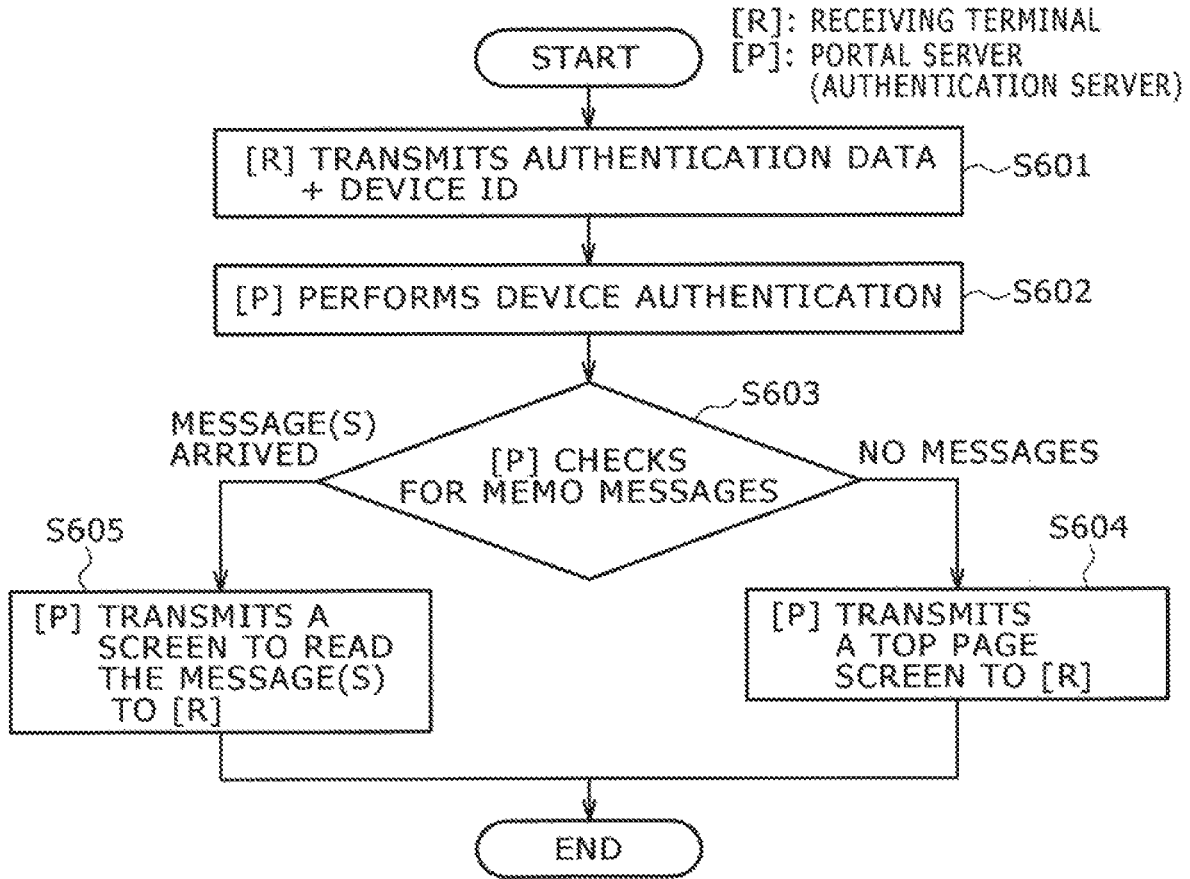 [R]: RECEIVING TERMINAL
[P]: PORTAL SERVER
(AUTHENTICATION SERVER)
START
[R] TRANSMITS AUTHENTICATION DATA
+ DEVICE ID
S601
[P] PERFORMS DEVICE AUTHENTICATION
S602
S603
MESSAGE(S)
ARRIVED
[P] CHECKS
FOR MEMO MESSAGES
NO MESSAGES
S605
[P] TRANSMITS A
SCREEN TO READ
THE MESSAGE(S)
TO [R]
S604
[P] TRANSMITS
A TOP PAGE
SCREEN TO [R]
END